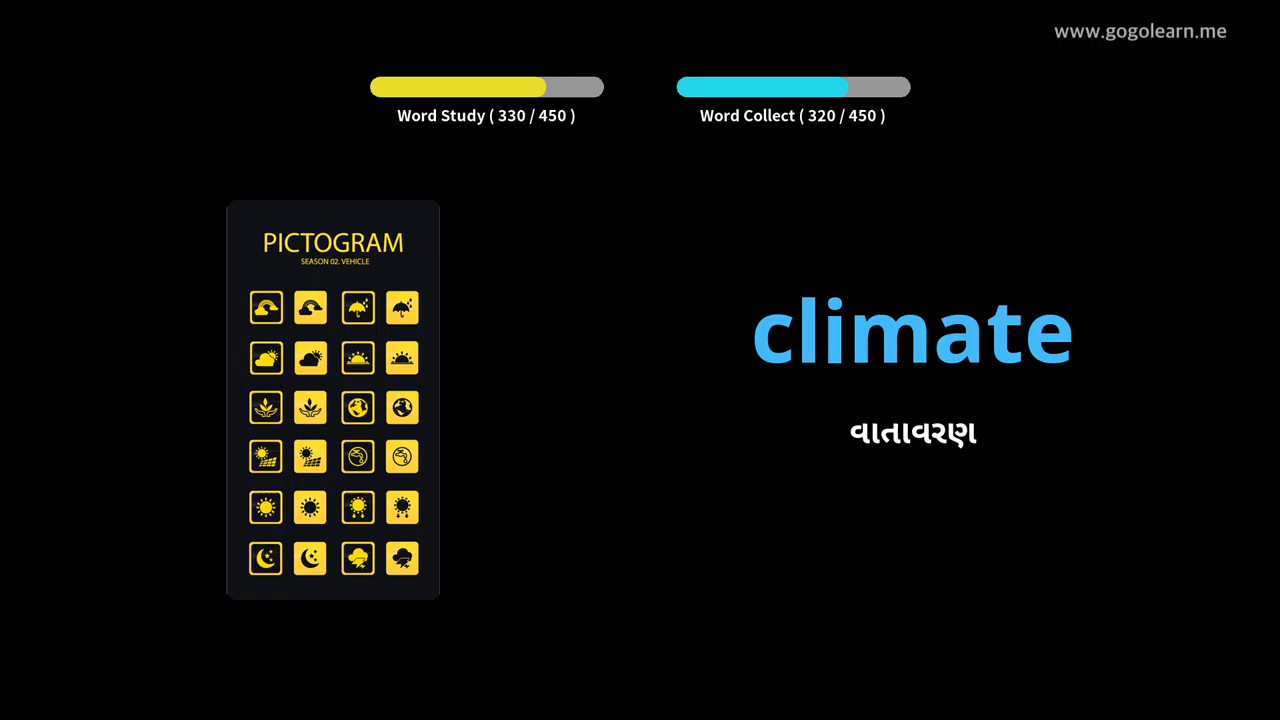 www.gogolearn.me
Word Study ( 330 / 450 )
Word Collect ( 320 / 450 )
PICTOGRAM
SEASON 02. VEHICLE
climate
વાતાવરણ